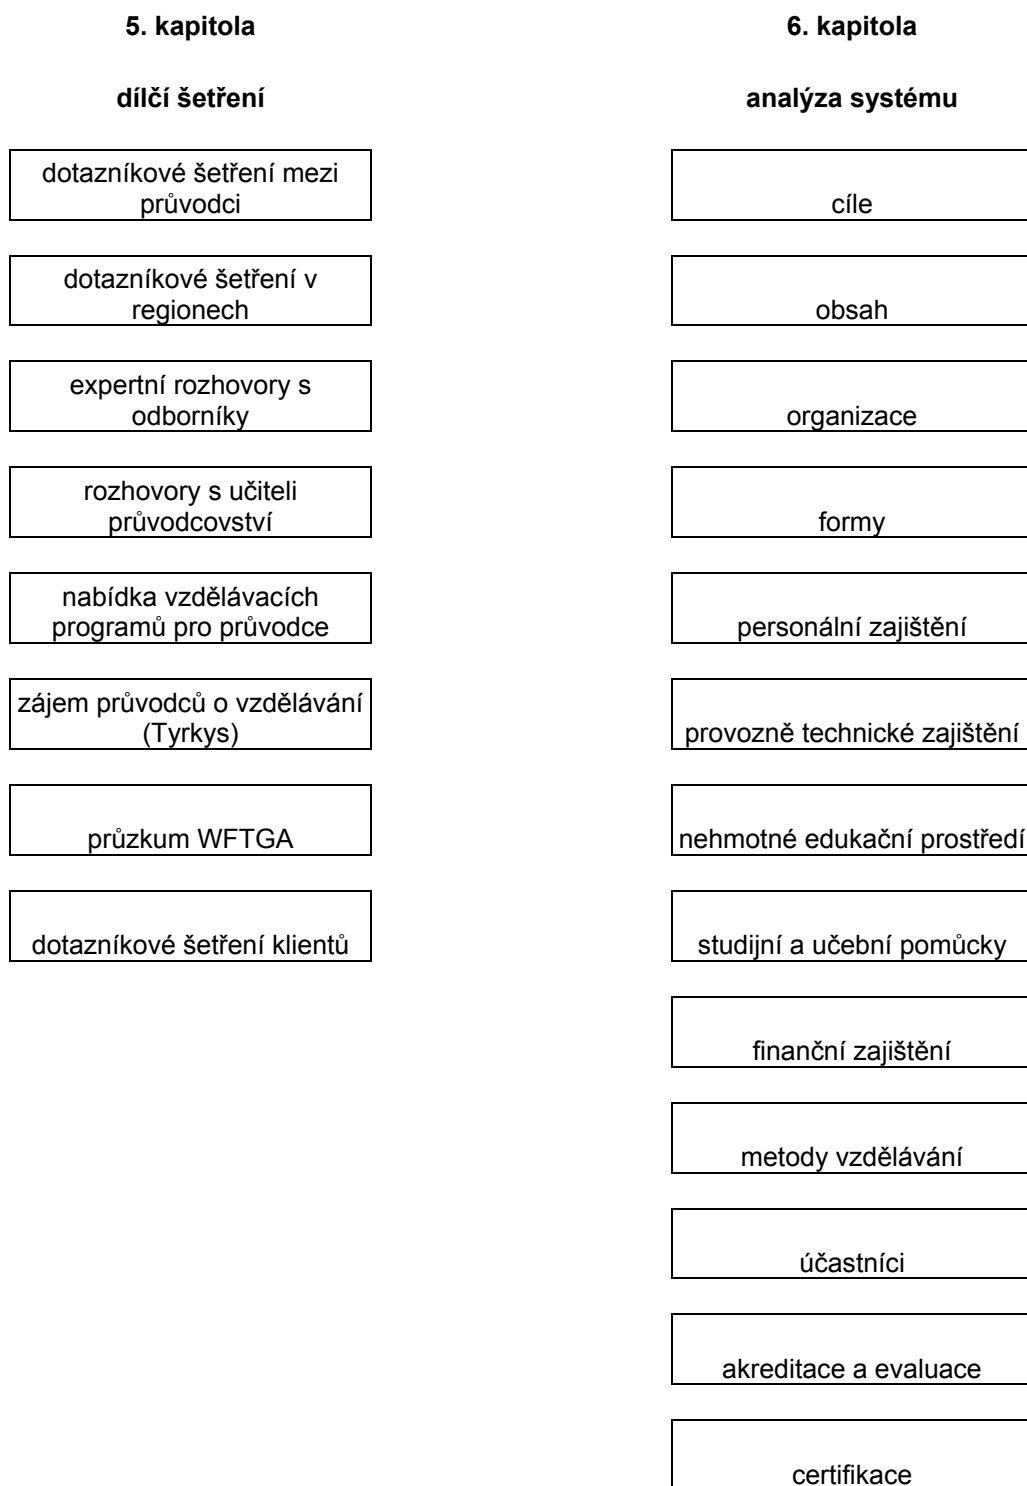 5. kapitola
dílčí šetření
dotazníkové šetření mezi
průvodci
dotazníkové šetření v
regionech
expertní rozhovory s
odborníky
rozhovory s učiteli
průvodcovství
nabídka vzdělávacích
programů pro průvodce
zájem průvodců o vzdělávání
(Tyrkys)
průzkum WFTGA
dotazníkové šetření klientů
6. kapitola
analýza systému
cíle
obsah
organizace
formy
personální zajištění
provozně technické zajištění
nehmotné edukační prostředí
studijní a učební pomůcky
finanční zajištění
metody vzdělávání
účastníci
akreditace a evaluace
certifikace